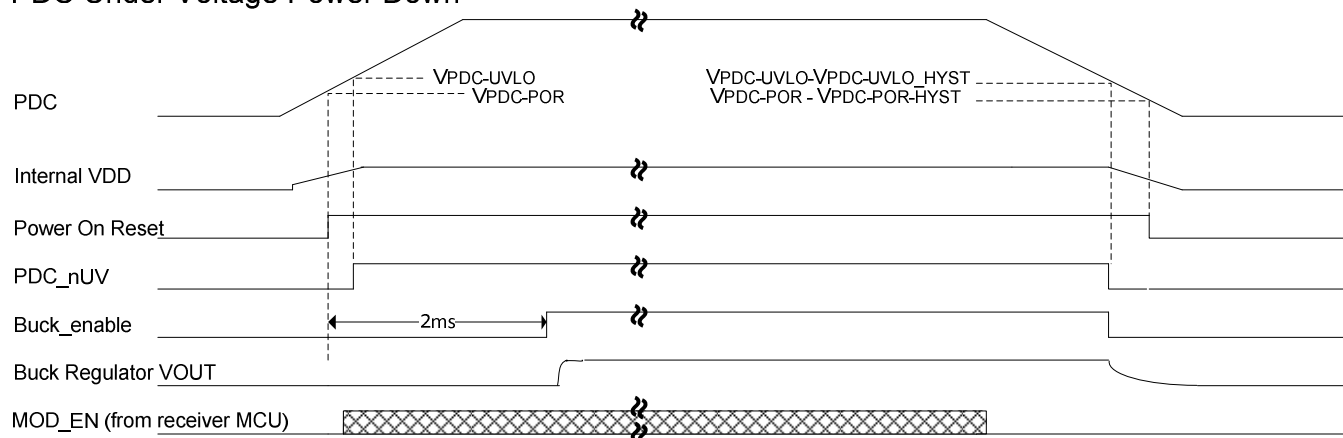 PDC Under Voltage Power Down
VPDC-UVLO
VPDC-UVLO-VPDC-UVLO_HYST
PDC
VPDC-POR
VPDC-POR - VPDC-POR-HYST
Internal VDD
Power On Reset
PDC_nUV
Buck_enable
2ms
Buck Regulator VOUT
MOD_EN (from receiver MCU)